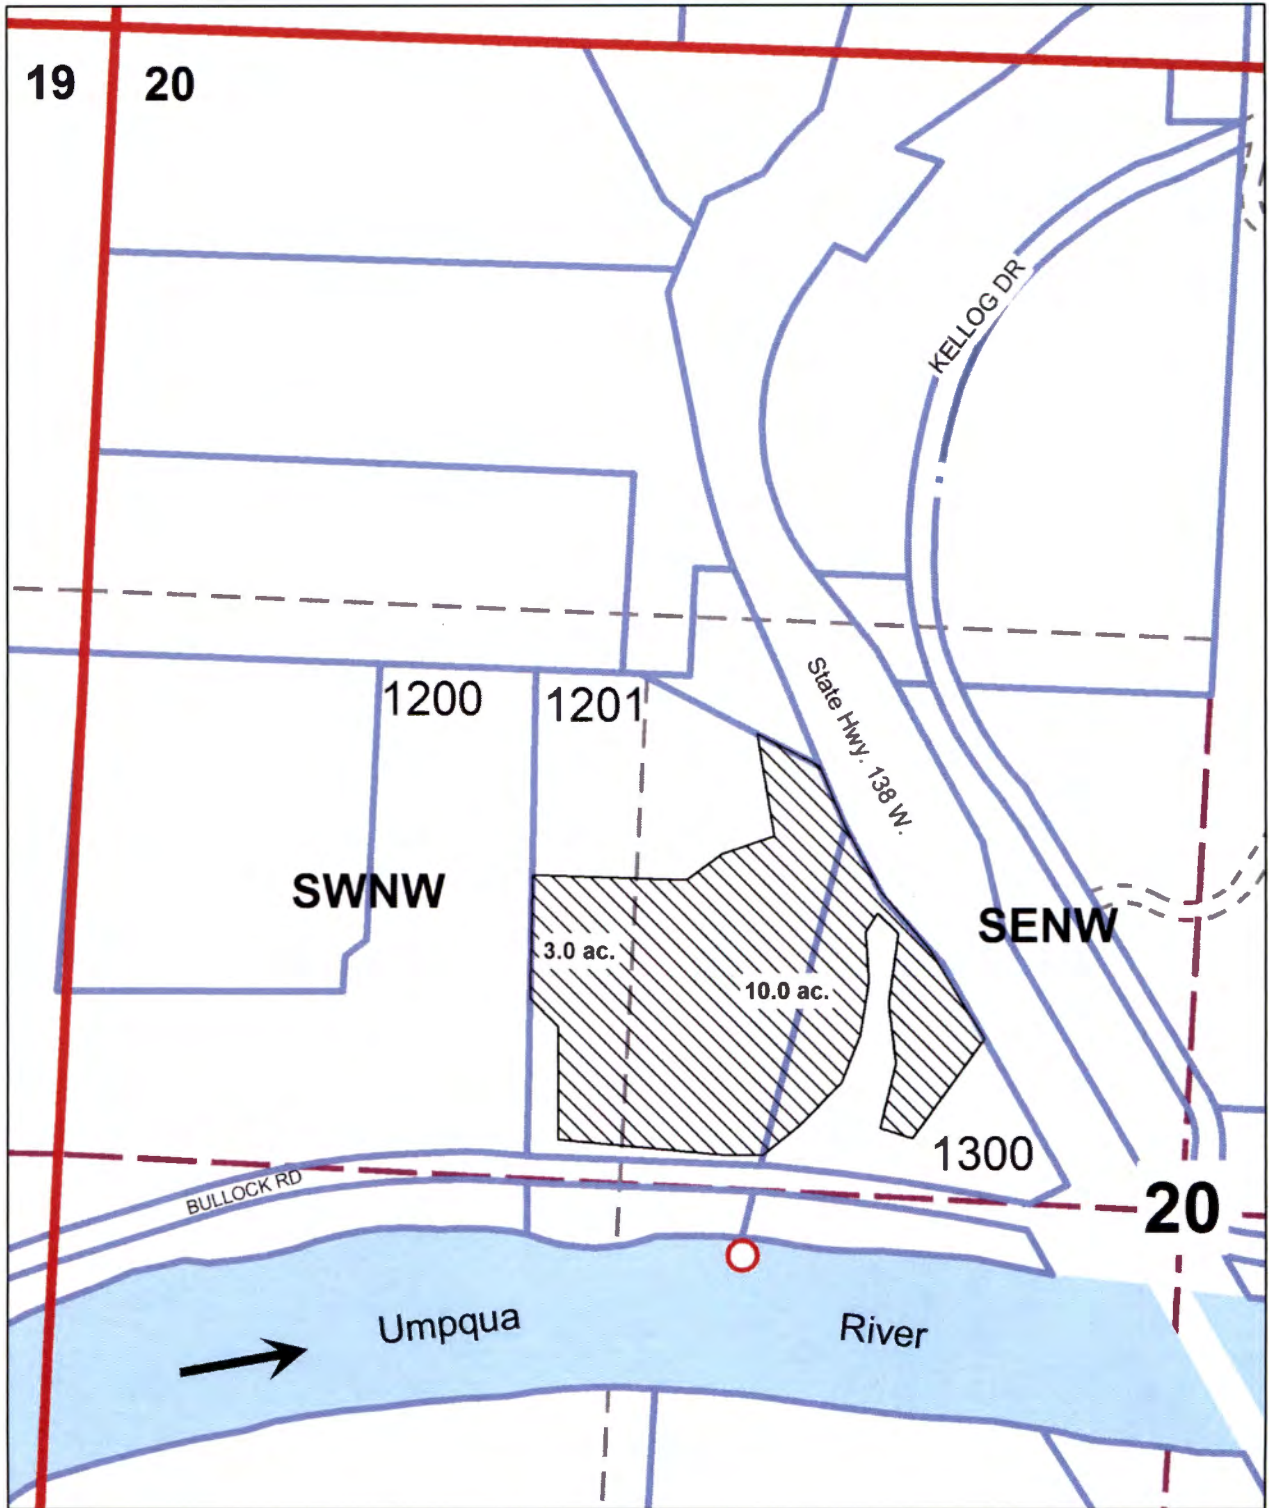 19 20
KELLOG DR
State Hwy. 138 W.
1200 1201
SWNW
SENW
3.0 ac.
10.0 ac.
1300
BULLOCK RD
20
Umpqua River